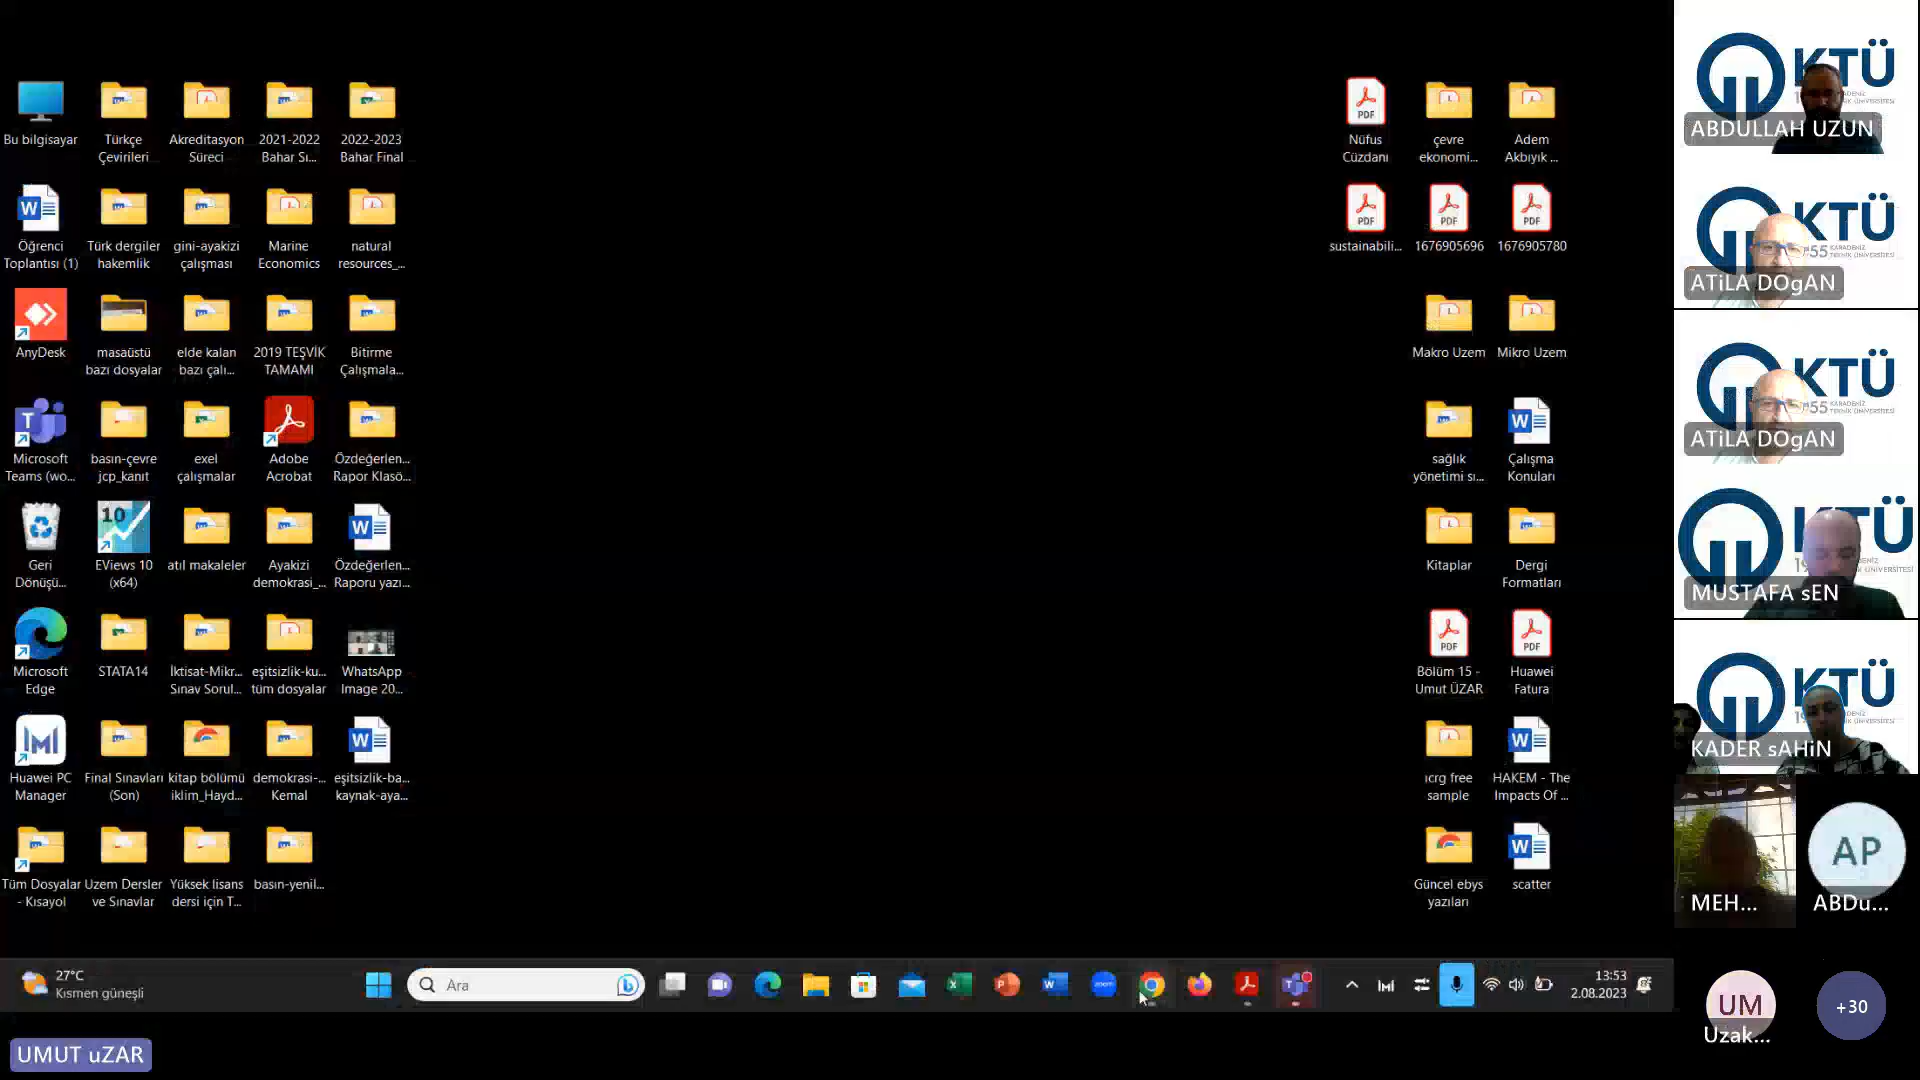 Bu bilgisayar
Türkçe
Çevirileri
Akreditasyon
Süreci
2021-2022
Bahar Sı...
2022-2023
Bahar Final
Nüfus
Cüzdanı
çevre
ekonomi...
Adem
Akbıyık ...
Öğrenci
Toplantısı (1)
Türk dergiler
hakemlik
gini-ayakizi
çalışması
Marine
Economics
natural
resources_...
sustainabili...
1676905696
1676905780
AnyDesk
masaüstü
bazı dosyalar
elde kalan
bazı çalı...
2019 TEŞVİK
TAMAMI
Bitirme
Çalışmala...
Makro Uzem
Mikro Uzem
Microsoft
Teams (wo...
basın-çevre
jcp_kanıt
exel
çalışmalar
Adobe
Acrobat
Özdeğerlen...
Rapor Klasö...
sağlık
yönetimi sı...
Çalışma
Konuları
Geri
Dönüşü...
EViews 10
(x64)
atıl makaleler
Ayakizi
demokrasi_...
Özdeğerlen...
Raporu yazı...
Kitaplar
Dergi
Formatları
Microsoft
Edge
STATA14
İktisat-Mikr...
Sınav Sorul...
eşitsizlik-ku...
tüm dosyalar
WhatsApp
Image 20...
Bölüm 15 -
Umut ÜZAR
Huawei
Fatura
Huawei PC
Manager
Final Sınavları
(Son)
kitap bölümü
iklim_Hayd...
demokrasi-...
Kemal
eşitsizlik-ba...
kaynak-aya...
ıcrg free
sample
HAKEM - The
Impacts Of ...
Tüm Dosyalar
- Kısayol
Uzem Dersler
ve Sınavlar
Yüksek lisans
dersi için T...
basın-yenil...
Güncel ebys
yazıları
scatter
27°C
Kısmen güneşli
Ara
13:53
2.08.2023
UMUT uZAR
KTÜ
ABDULLAH UZUN
KTÜ
ATiLA DOgAN
KTÜ
ATiLA DOgAN
KTÜ
MUSTAFA sEN
KTÜ
KADER sAHiN
MEH...
AP
ABDu...
UM
Uzak...
+30